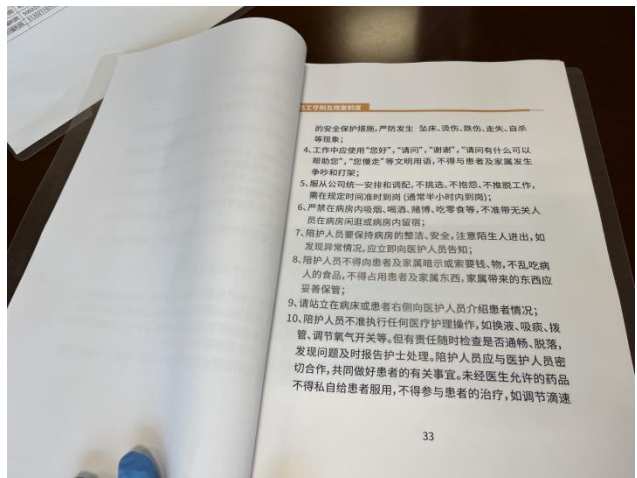 员工守则及规章制度
的安全保护措施,严防发生 坠床、烫伤、跌伤、走失、自杀
等现象;
4、工作中应使用“您好”,“请问”,“谢谢”,“请问有什么可以
帮助您”,“您慢走”等文明用语,不得与患者及家属发生
争吵和打架;
5、服从公司统一安排和调配,不挑选、不抱怨、不推脱工作,
需在规定时间准时到岗(通常半小时内到岗);
6、严禁在病房内吸烟、喝酒、赌博、吃零食等,不准带无关人
员在病房闲逛或病房内留宿;
7、陪护人员要保持病房的整洁、安全,注意陌生人进出,如
发现异常情况,应立即向医护人员告知;
8、陪护人员不得向患者及家属暗示或索要钱、物,不乱吃病
人的食品,不得占用患者及家属东西,家属带来的东西应
妥善保管;
9、请站立在病床或患者右侧向医护人员介绍患者情况;
10、陪护人员不准执行任何医疗护理操作,如换液、吸痰、拨
管、调节氧气开关等。但有责任随时检查是否通畅、脱落,
发现问题及时报告护士处理。陪护人员应与医护人员密
切合作,共同做好患者的有关事宜。未经医生允许的药品
不得私自给患者服用,不得参与患者的治疗,如调节滴速
33